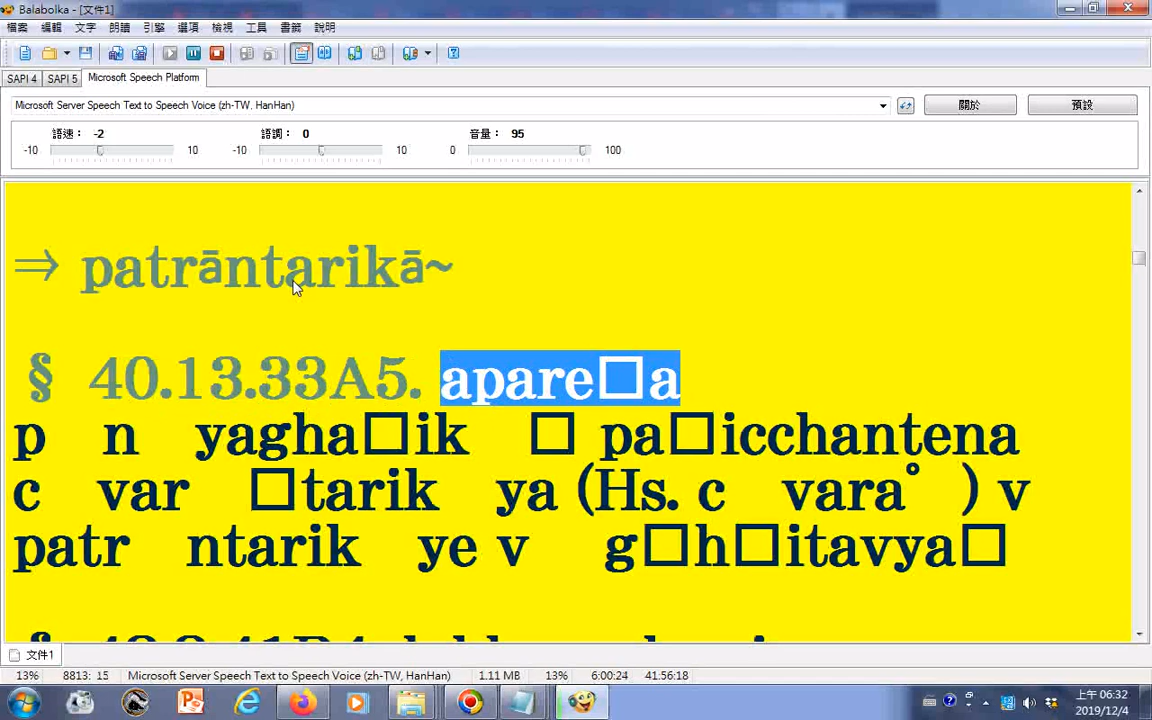 Balabolka - [文件1]
檔案 編輯 文字 朗讀 引擎 選項 檢視 工具 書籤 說明
SAPI 4 SAPI 5 Microsoft Speech Platform
Microsoft Server Speech Text to Speech Voice (zh-TW, HanHan) 關於 預設
語速： -2 語調： 0 音量： 95
-10 10 -10 10 0 100
⇒ patrāntarikā~
§ 40.13.33A5. apare□a
p n yagha□ik □ pa□icchantena
c var □tarik ya (Hs. c vara° ) v
patr ntarik ye v g□h□itavya□
13% 8813: 15 Microsoft Server Speech Text to Speech Voice (zh-TW, HanHan) 1.11 MB 13% 6:00:24 41:56:18
文件1
上午 06:32
2019/12/4